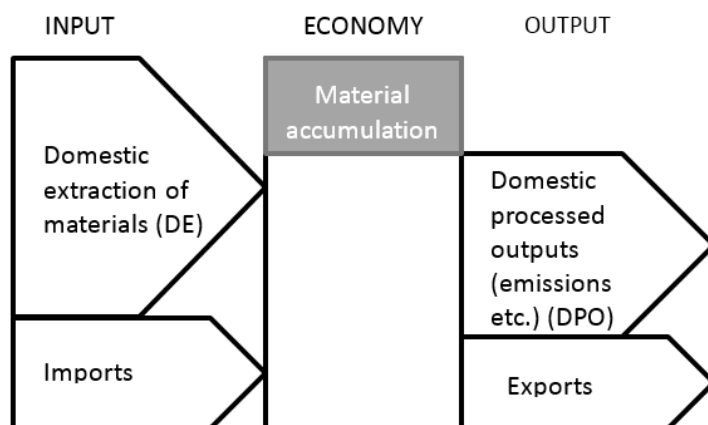 INPUT
ECONOMY
OUTPUT
Material
accumulation
Domestic
extraction of
materials (DE)
Domestic
processed
outputs
(emissions
etc.) (DPO)
Imports
Exports